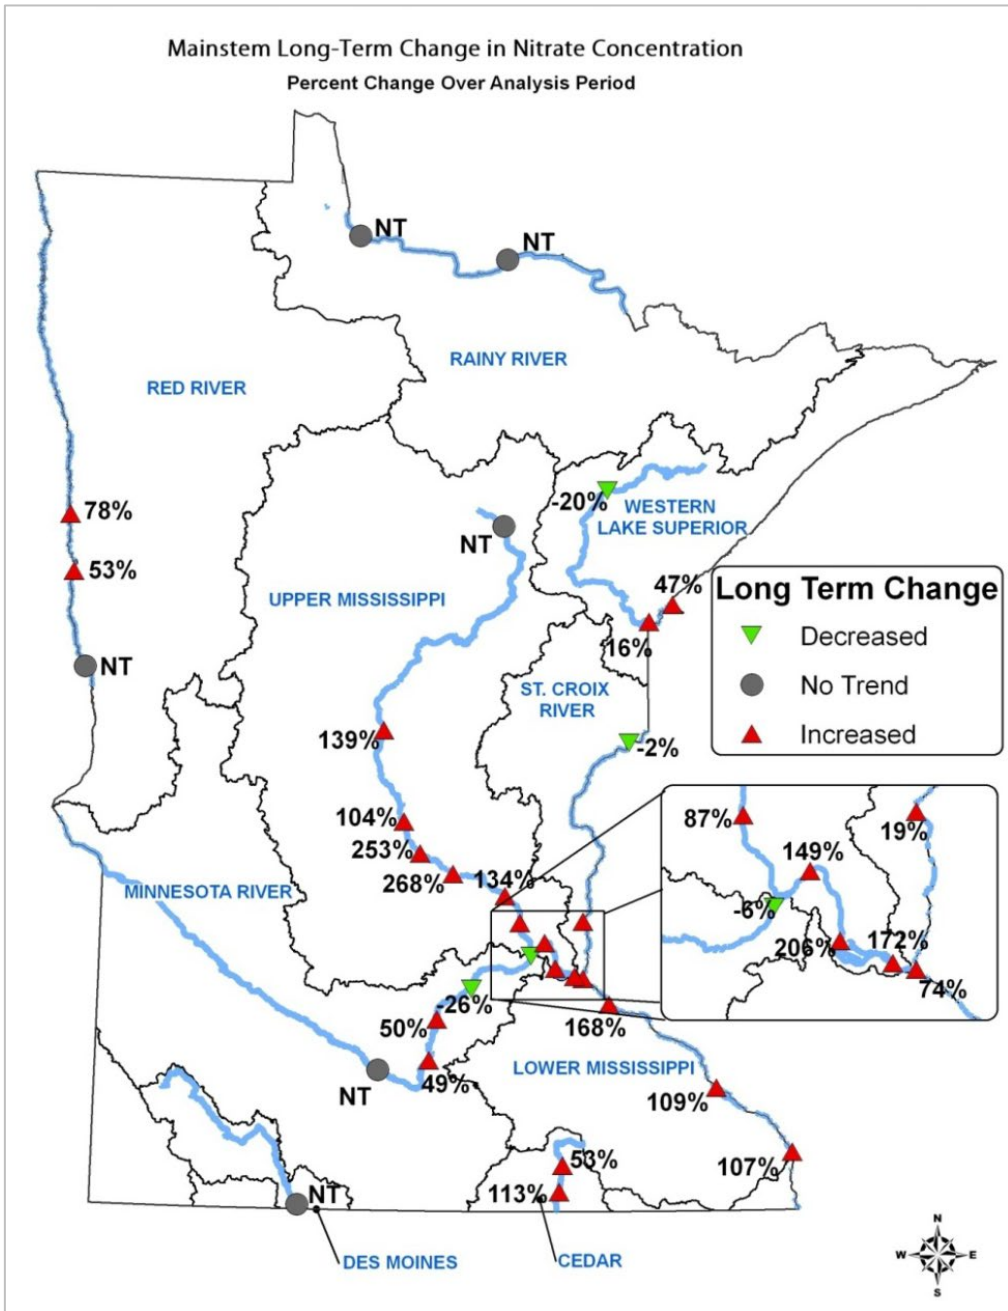 Mainstem Long-Term Change in Nitrate Concentration
Percent Change Over Analysis Period
NT
NT
RAINY RIVER
RED RIVER
-20%
WESTERN
LAKE SUPERIOR
78%
NT
53%
47%
UPPER MISSISSIPPI
16%
NT
ST. CROIX
RIVER
139%
-2%
Long Term Change
Decreased
No Trend
Increased
104%
253%
268%
134%
MINNESOTA RIVER
87%
19%
149%
-6%
206%
172%
74%
-26%
50%
168%
49%
NT
LOWER MISSISSIPPI
109%
53%
107%
113%
NT
DES MOINES
CEDAR
N
W
E
S